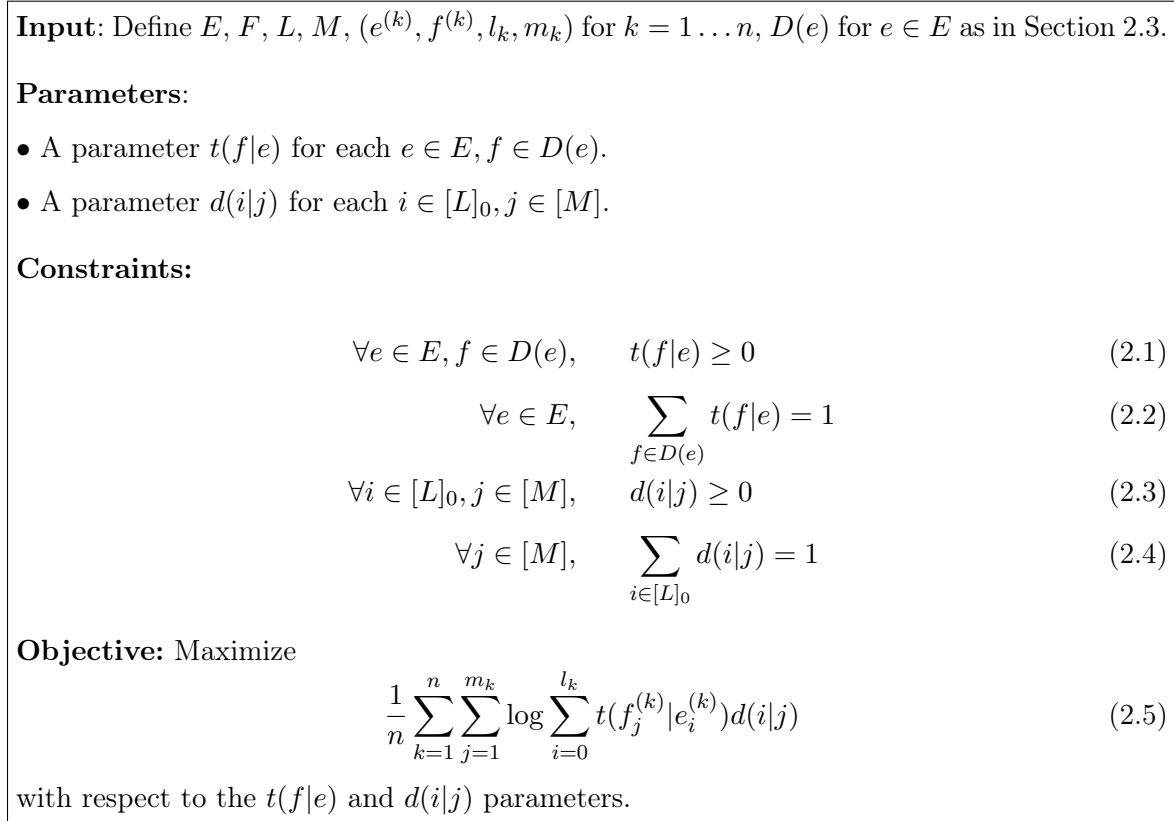 Input: Define E, F, L, M, (e^{(k)}, f^{(k)}, l_k, m_k) for k = 1 … n, D(e) for e ∈ E as in Section 2.3.
Parameters:
• A parameter t(f|e) for each e ∈ E, f ∈ D(e).
• A parameter d(i|j) for each i ∈ [L]_0, j ∈ [M].
Constraints:
∀e ∈ E, f ∈ D(e), t(f|e) ≥ 0 (2.1)
∀e ∈ E, \sum_{f∈D(e)} t(f|e) = 1 (2.2)
∀i ∈ [L]_0, j ∈ [M], d(i|j) ≥ 0 (2.3)
∀j ∈ [M], \sum_{i∈[L]_0} d(i|j) = 1 (2.4)
Objective: Maximize
\frac{1}{n} \sum_{k=1}^{n} \sum_{j=1}^{m_k} \log \sum_{i=0}^{l_k} t(f_j^{(k)}|e_i^{(k)})d(i|j) (2.5)
with respect to the t(f|e) and d(i|j) parameters.